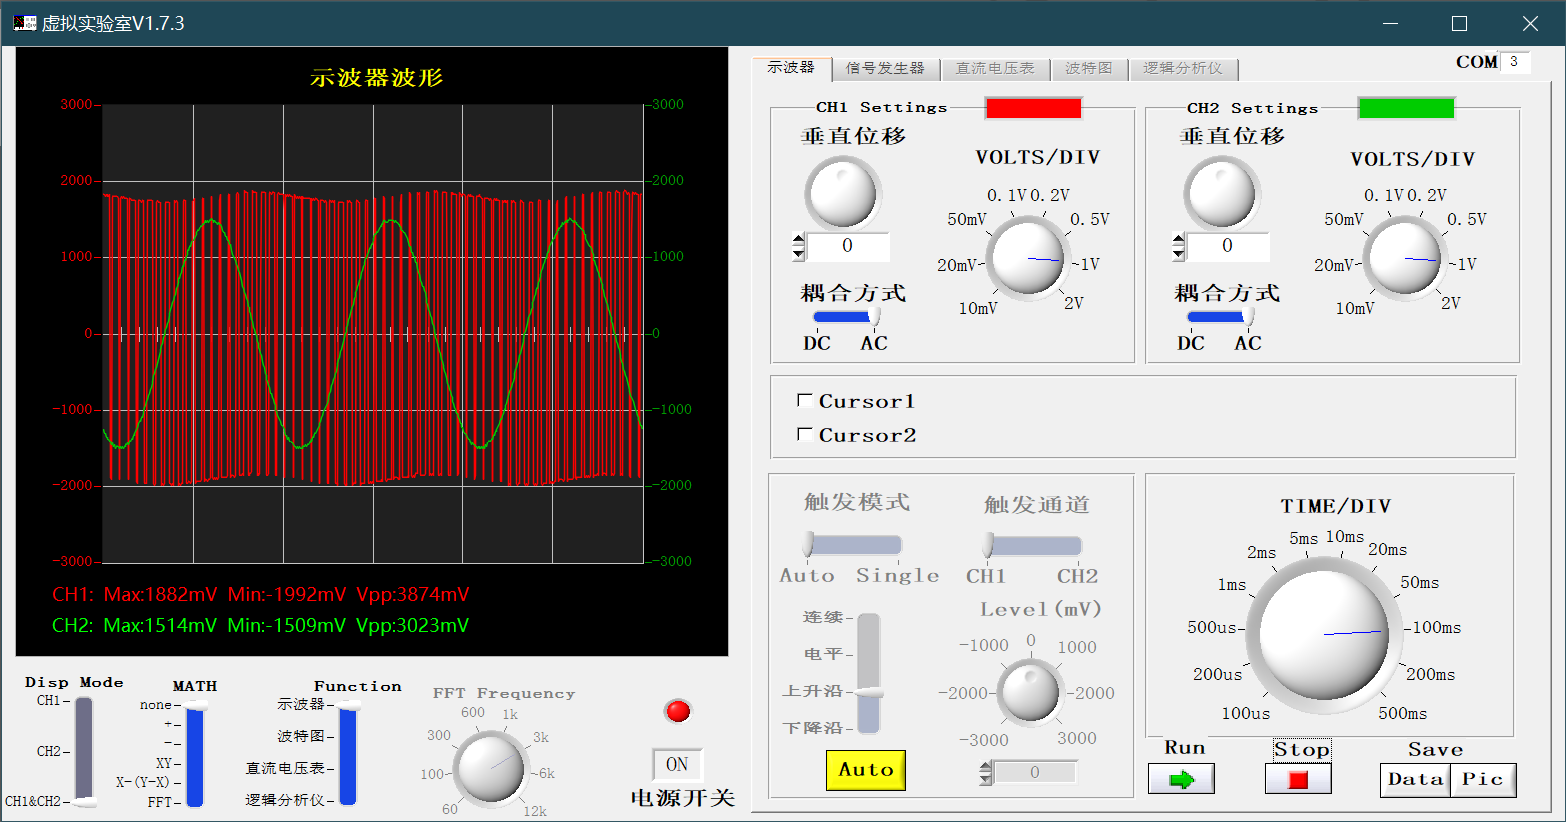 虚拟实验室V1.7.3
示波器波形
3000 3000
2000 2000
1000 1000
0 0
-1000 -1000
-2000 -2000
-3000 -3000
CH1: Max:1882mV Min:-1992mV Vpp:3874mV
CH2: Max:1514mV Min:-1509mV Vpp:3023mV
Disp Mode
CH1
CH2
CH1&CH2
MATH
none
+
-
XY
X-(Y-X)
FFT
Function
示波器
波特图
直流电压表
逻辑分析仪
FFT Frequency
600 1k
300 3k
100 6k
60 12k
ON
电源开关
示波器 信号发生器 直流电压表 波特图 逻辑分析仪
COM 3
CH1 Settings
垂直位移
0
耦合方式
DC AC
VOLTS/DIV
0.1V 0.2V
50mV 0.5V
20mV 1V
10mV 2V
CH2 Settings
垂直位移
0
耦合方式
DC AC
VOLTS/DIV
0.1V 0.2V
50mV 0.5V
20mV 1V
10mV 2V
Cursor1
Cursor2
触发模式
Auto Single
触发通道
CH1 CH2
连续
电平
上升沿
下降沿
Auto
Level(mV)
0
-1000 1000
-2000 2000
-3000 3000
0
TIME/DIV
5ms 10ms
2ms 20ms
1ms 50ms
500us 100ms
200us 200ms
100us 500ms
Run
Stop
Save
Data Pic